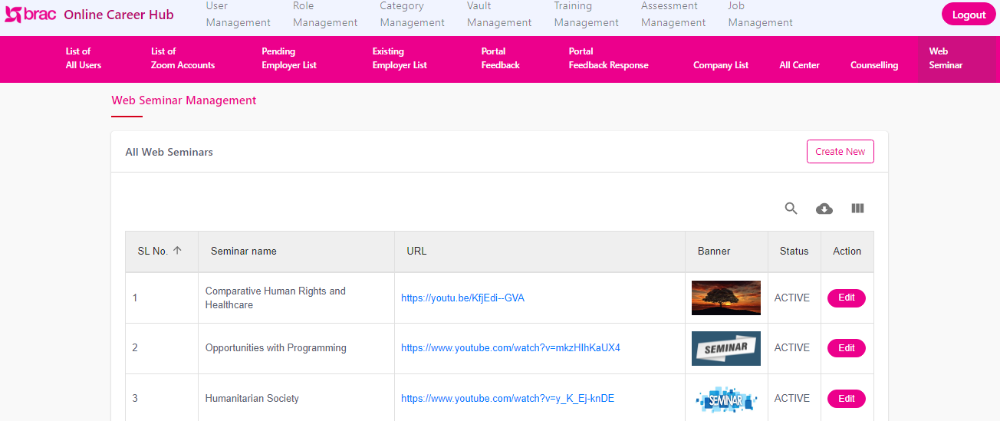 brac Online Career Hub
User
Management
Role
Management
Category
Management
Vault
Management
Training
Management
Assessment
Management
Job
Management
Logout
List of
All Users
List of
Zoom Accounts
Pending
Employer List
Existing
Employer List
Portal
Feedback
Portal
Feedback Response
Company List
All Center
Counselling
Web
Seminar
Web Seminar Management
All Web Seminars
Create New
SL No.
Seminar name
URL
Banner
Status
Action
1
Comparative Human Rights and
Healthcare
https://youtu.be/KfjEdi--GVA
ACTIVE
Edit
2
Opportunities with Programming
https://www.youtube.com/watch?v=mkzHIhKaUX4
SEMINAR
ACTIVE
Edit
3
Humanitarian Society
https://www.youtube.com/watch?v=y_K_Ej-knDE
SEMINAR
ACTIVE
Edit